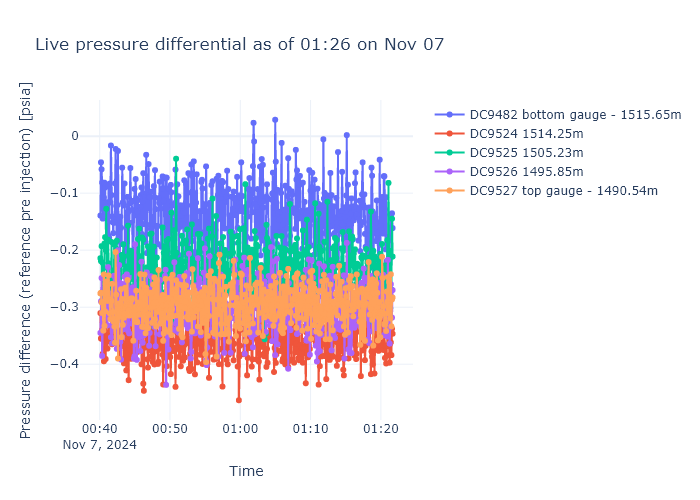 Live pressure differential as of 01:26 on Nov 07
Pressure difference (reference pre injection) [psia]
0
−0.1
−0.2
−0.3
−0.4
00:40
Nov 7, 2024
00:50
01:00
01:10
01:20
Time
DC9482 bottom gauge - 1515.65m
DC9524 1514.25m
DC9525 1505.23m
DC9526 1495.85m
DC9527 top gauge - 1490.54m